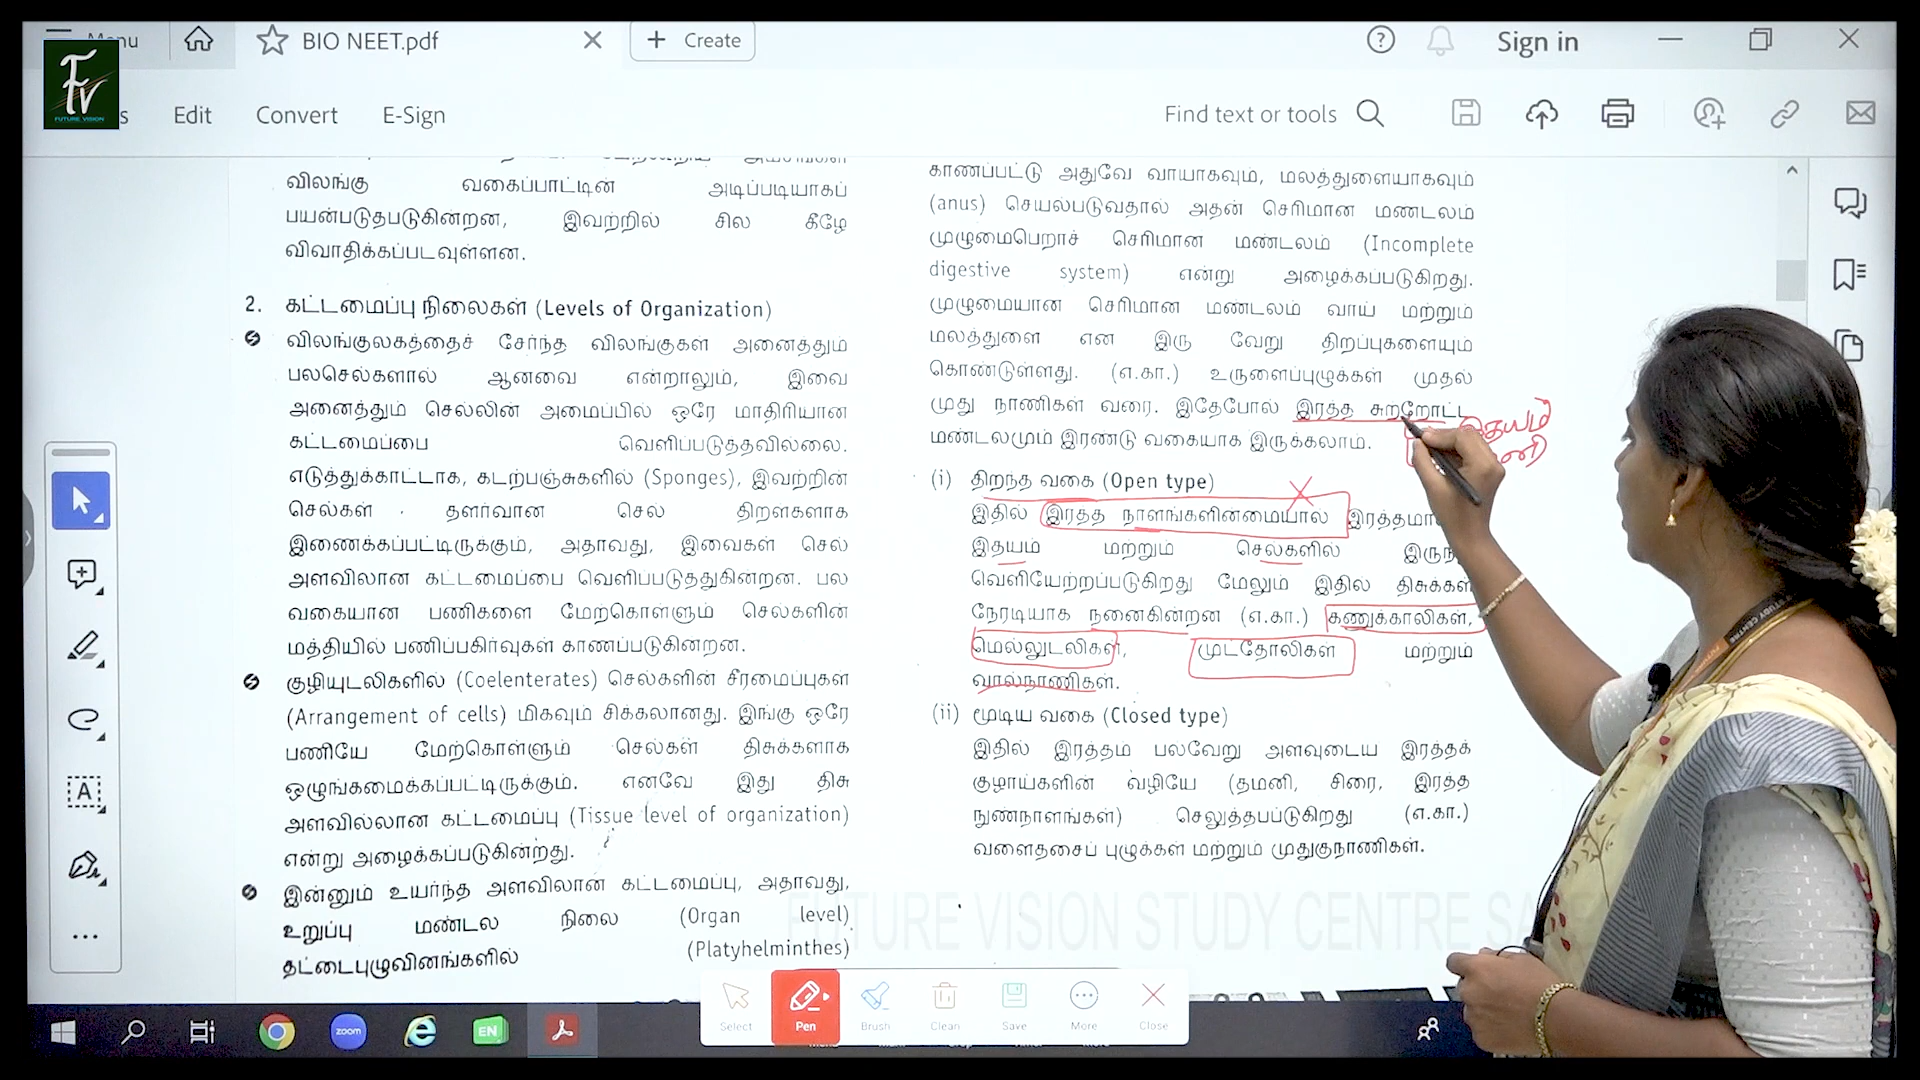 Menu
BIO NEET.pdf
Create
Sign in
FV
FUTURE VISION
Edit
Convert
E-Sign
Find text or tools
விலங்கு வகைப்பாட்டின் அடிப்படியாகப்
பயன்படுதபடுகின்றன, இவற்றில் சில கீழே
விவாதிக்கப்படவுள்ளன.
2. கட்டமைப்பு நிலைகள் (Levels of Organization)
விலங்குலகத்தைச் சேர்ந்த விலங்குகள் அனைத்தும்
பலசெல்களால் ஆனவை என்றாலும், இவை
அனைத்தும் செல்லின் அமைப்பில் ஒரே மாதிரியான
கட்டமைப்பை வெளிப்படுத்தவில்லை.
எடுத்துக்காட்டாக, கடற்பஞ்சுகளில் (Sponges), இவற்றின்
செல்கள் தளர்வான செல் திரள்களாக
இணைக்கப்பட்டிருக்கும், அதாவது, இவைகள் செல்
அளவிலான கட்டமைப்பை வெளிப்படுத்துகின்றன. பல
வகையான பணிகளை மேற்கொள்ளும் செல்களின்
மத்தியில் பணிப்பகிர்வுகள் காணப்படுகின்றன.
குழியுடலிகளில் (Coelenterates) செல்களின் சீரமைப்புகள்
(Arrangement of cells) மிகவும் சிக்கலானது. இங்கு ஒரே
பணியே மேற்கொள்ளும் செல்கள் திசுக்களாக
ஒழுங்கமைக்கப்பட்டிருக்கும். எனவே இது திசு
அளவில்லான கட்டமைப்பு (Tissue level of organization)
என்று அழைக்கப்படுகின்றது.
இன்னும் உயர்ந்த அளவிலான கட்டமைப்பு, அதாவது,
உறுப்பு மண்டல நிலை (Organ level)
தட்டைபுழுவினங்களில் (Platyhelminthes)
காணப்பட்டு அதுவே வாயாகவும், மலத்துளையாகவும்
(anus) செயல்படுவதால் அதன் செரிமான மண்டலம்
முழுமைபெறாச் செரிமான மண்டலம் (Incomplete
digestive system) என்று அழைக்கப்படுகிறது.
முழுமையான செரிமான மண்டலம் வாய் மற்றும்
மலத்துளை என இரு வேறு திறப்புகளையும்
கொண்டுள்ளது. (எ.கா.) உருளைப்புழுக்கள் முதல்
முது நாணிகள் வரை. இதேபோல் இரத்த சுற்றோட்ட
இதயம்
மண்டலமும் இரண்டு வகையாக இருக்கலாம்.
(i) திறந்த வகை (Open type)
இதில் இரத்த நாளங்களின்மையால்
இதயம் மற்றும் செல்களில்
வெளியேற்றப்படுகிறது மேலும் இதில் திசுக்கள்
நேரடியாக நனைகின்றன (எ.கா.) கணுக்காலிகள்,
மெல்லுடலிகள், முட்தோலிகள் மற்றும்
வால்நாணிகள்.
(ii) மூடிய வகை (Closed type)
இதில் இரத்தம் பல்வேறு அளவுடைய இரத்தக்
குழாய்களின் வழியே (தமனி, சிரை, இரத்த
நுண்நாளங்கள்) செலுத்தபப்டுகிறது (எ.கா.)
வளைதசைப் புழுக்கள் மற்றும் முதுகுநாணிகள்.
FUTURE VISION STUDY CENTRE
Select
Pen
Brush
Clean
Save
More
Close
zoom
EN